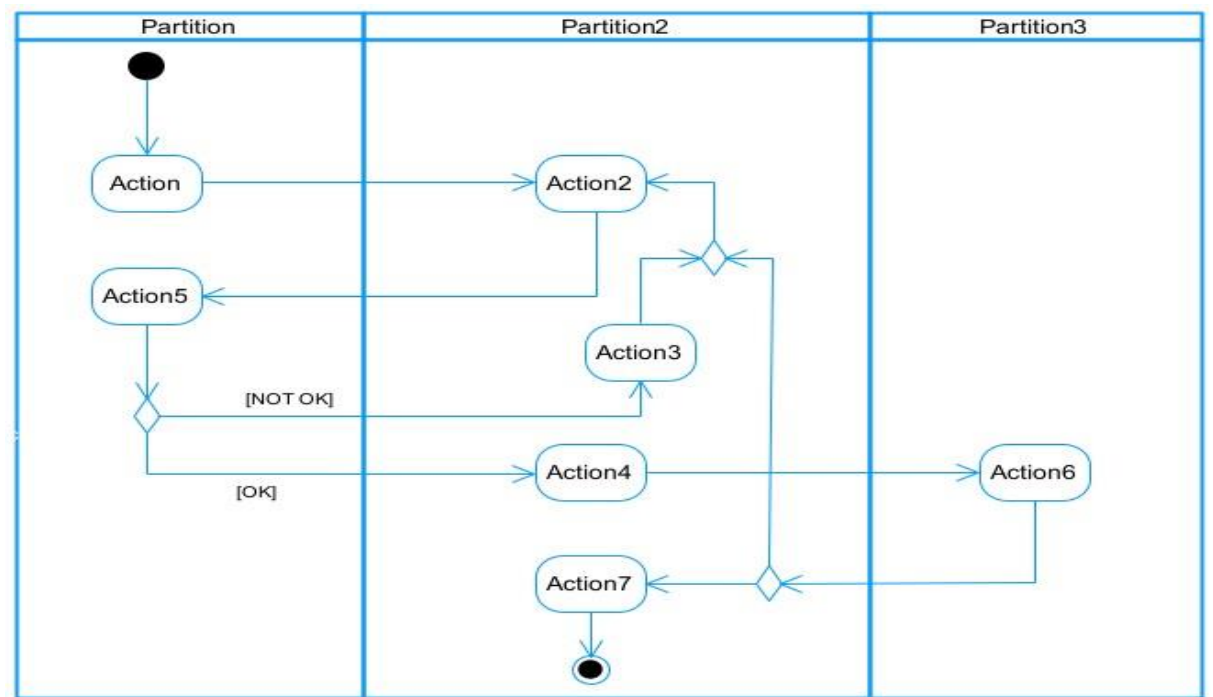 Partition
Partition2
Partition3
Action
Action2
Action5
Action3
[NOT OK]
Action4
Action6
[OK]
Action7